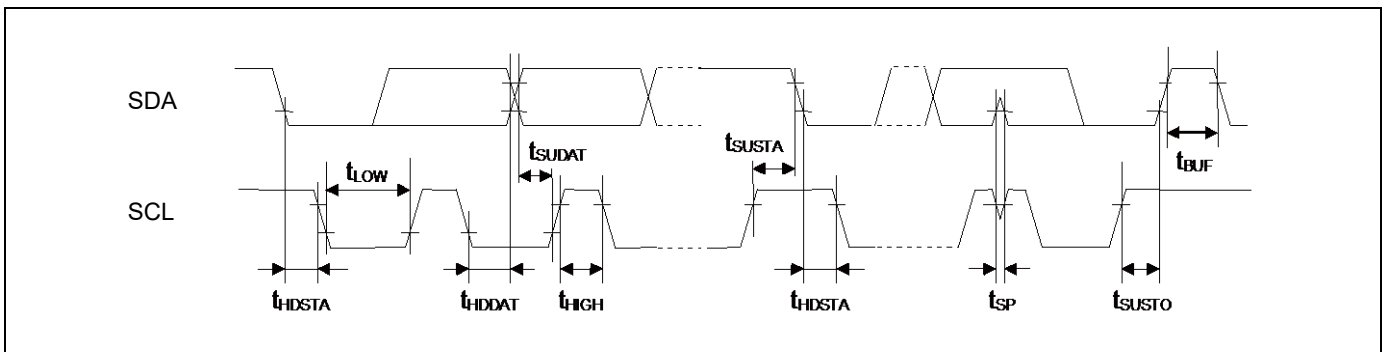 SDA
tSUDAT
tSUSTA
tLOW
tBUF
SCL
tHDSTA
tHDDAT
tHIGH
tHDSTA
tSP
tSUSTO